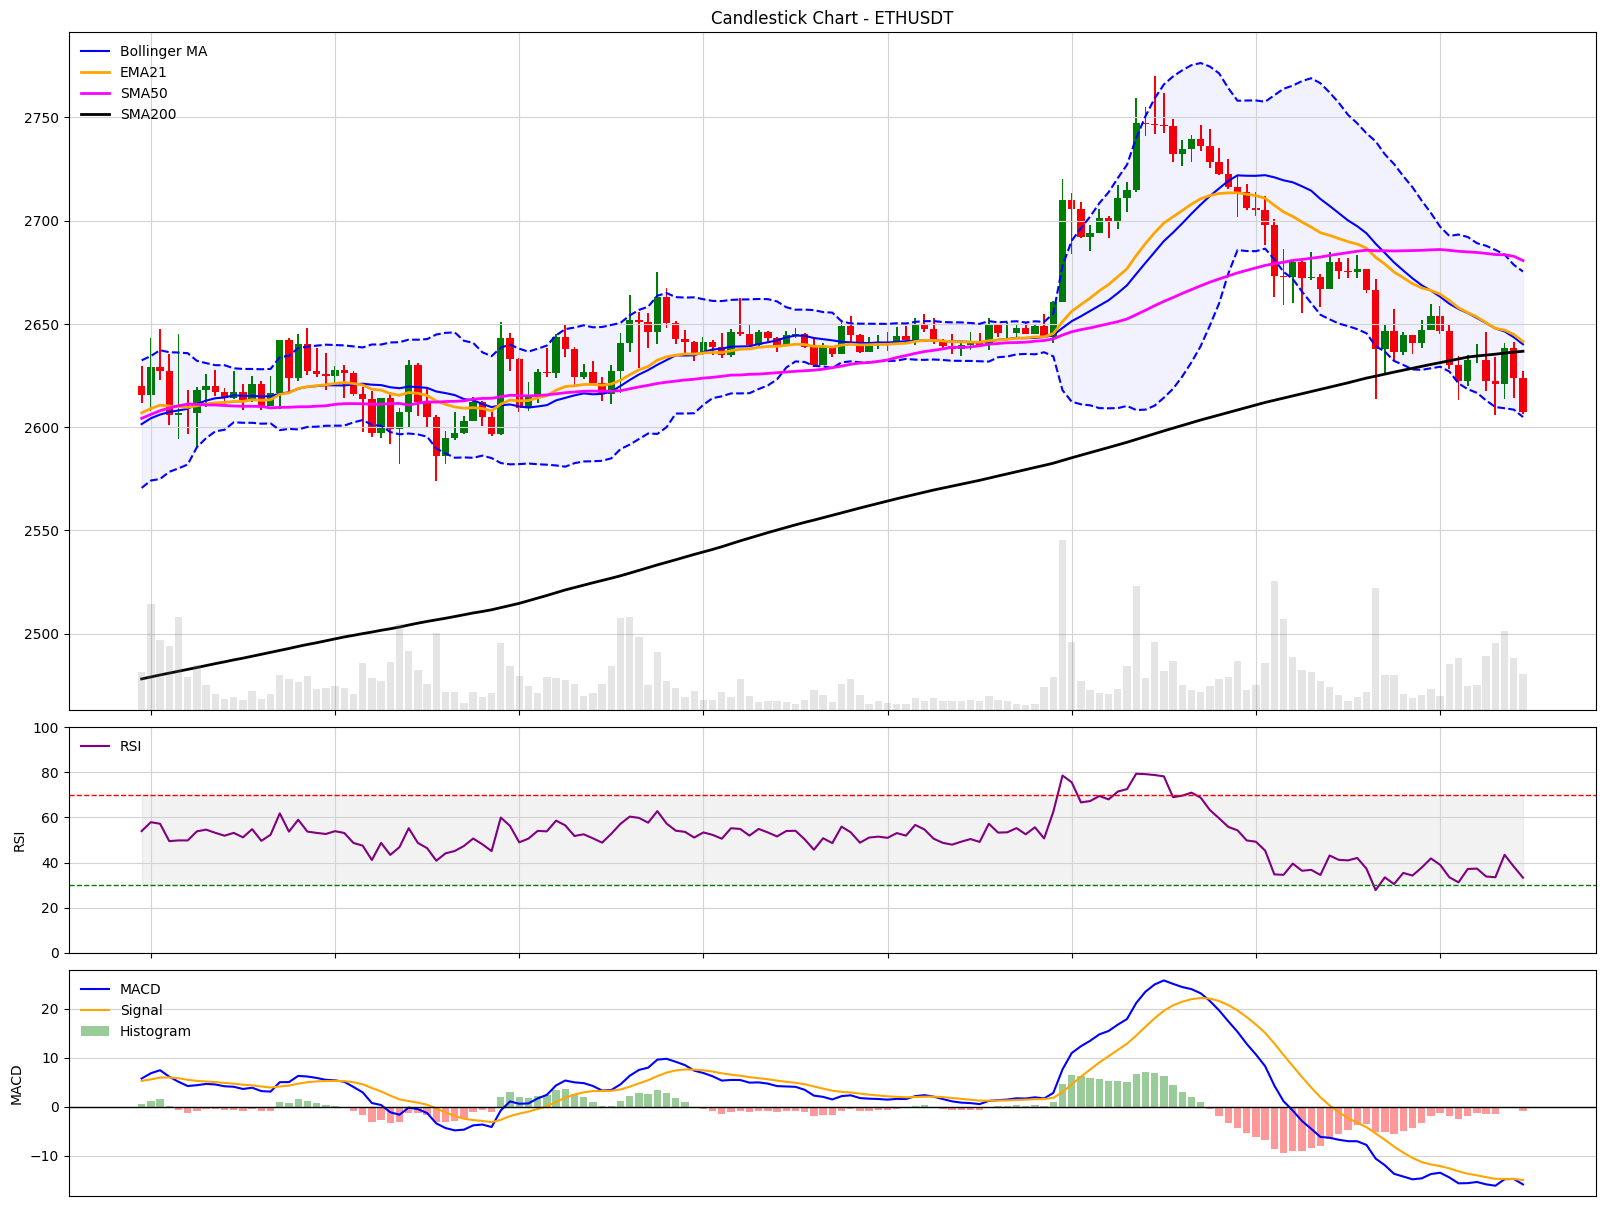 Candlestick Chart - ETHUSDT
Bollinger MA
EMA21
SMA50
SMA200
2750
2700
2650
2600
2550
2500
100
80
60
40
20
0
RSI
RSI
MACD
Signal
Histogram
20
10
0
−10
MACD